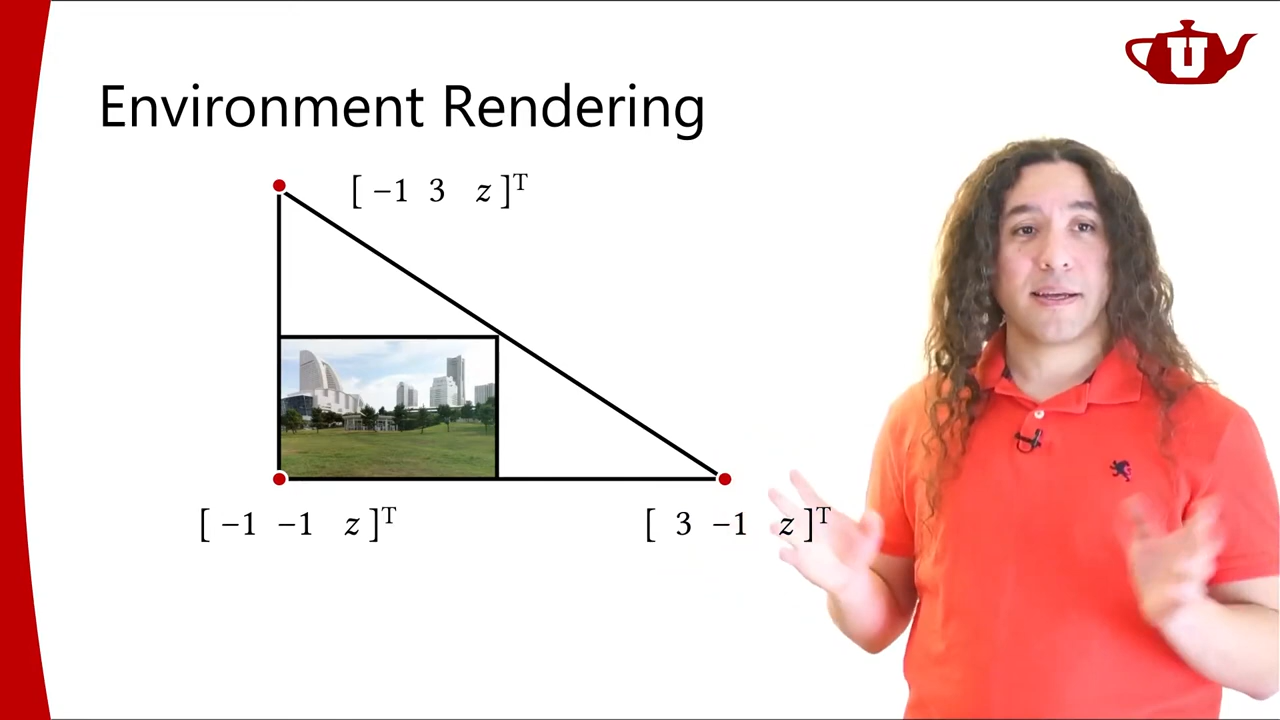 U
Environment Rendering
[ −1 3 z ]ᵀ
[ −1 −1 z ]ᵀ
[ 3 −1 z ]ᵀ